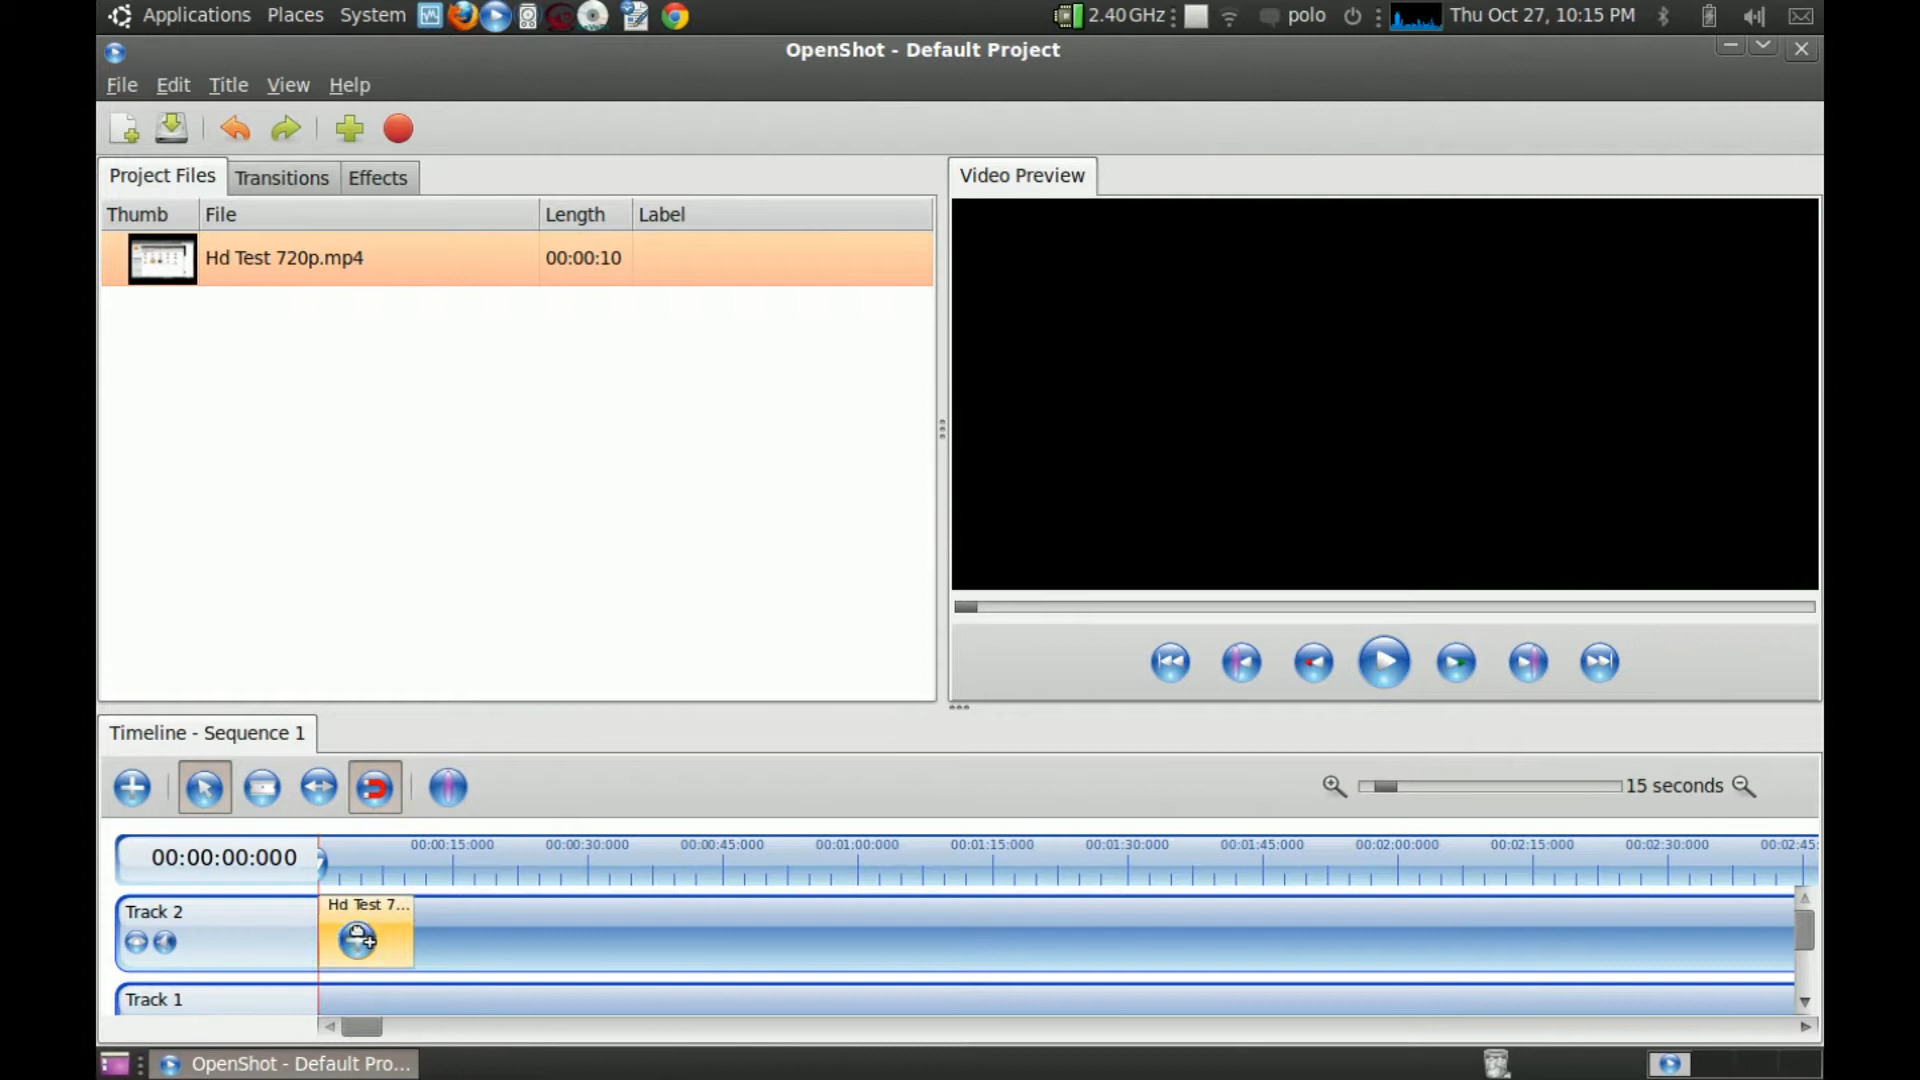 Applications Places System 2.40 GHz polo Thu Oct 27, 10:15 PM
OpenShot - Default Project
File Edit Title View Help
Project Files Transitions Effects Video Preview
Thumb File Length Label
Hd Test 720p.mp4 00:00:10
Timeline - Sequence 1
15 seconds
00:00:00:000 00:00:15:000 00:00:30:000 00:00:45:000 00:01:00:000 00:01:15:000 00:01:30:000 00:01:45:000 00:02:00:000 00:02:15:000 00:02:30:000 00:02:45:
Hd Test 7...
Track 2
Track 1
OpenShot - Default Pro...